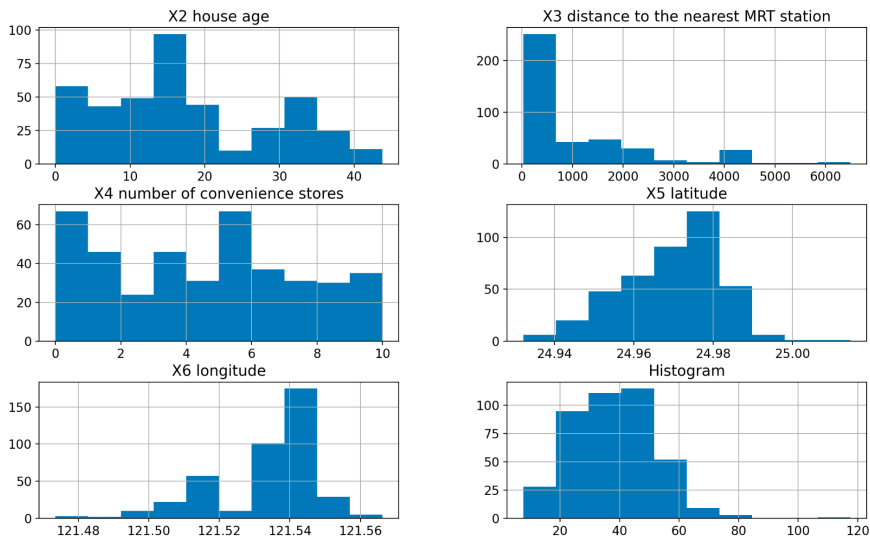 X2 house age
100
75
50
25
0
0 10 20 30 40
X3 distance to the nearest MRT station
200
100
0
0 1000 2000 3000 4000 5000 6000
X4 number of convenience stores
60
40
20
0
0 2 4 6 8 10
X5 latitude
100
50
0
24.94 24.96 24.98 25.00
X6 longitude
150
100
50
0
121.48 121.50 121.52 121.54 121.56
Histogram
100
75
50
25
0
20 40 60 80 100 120